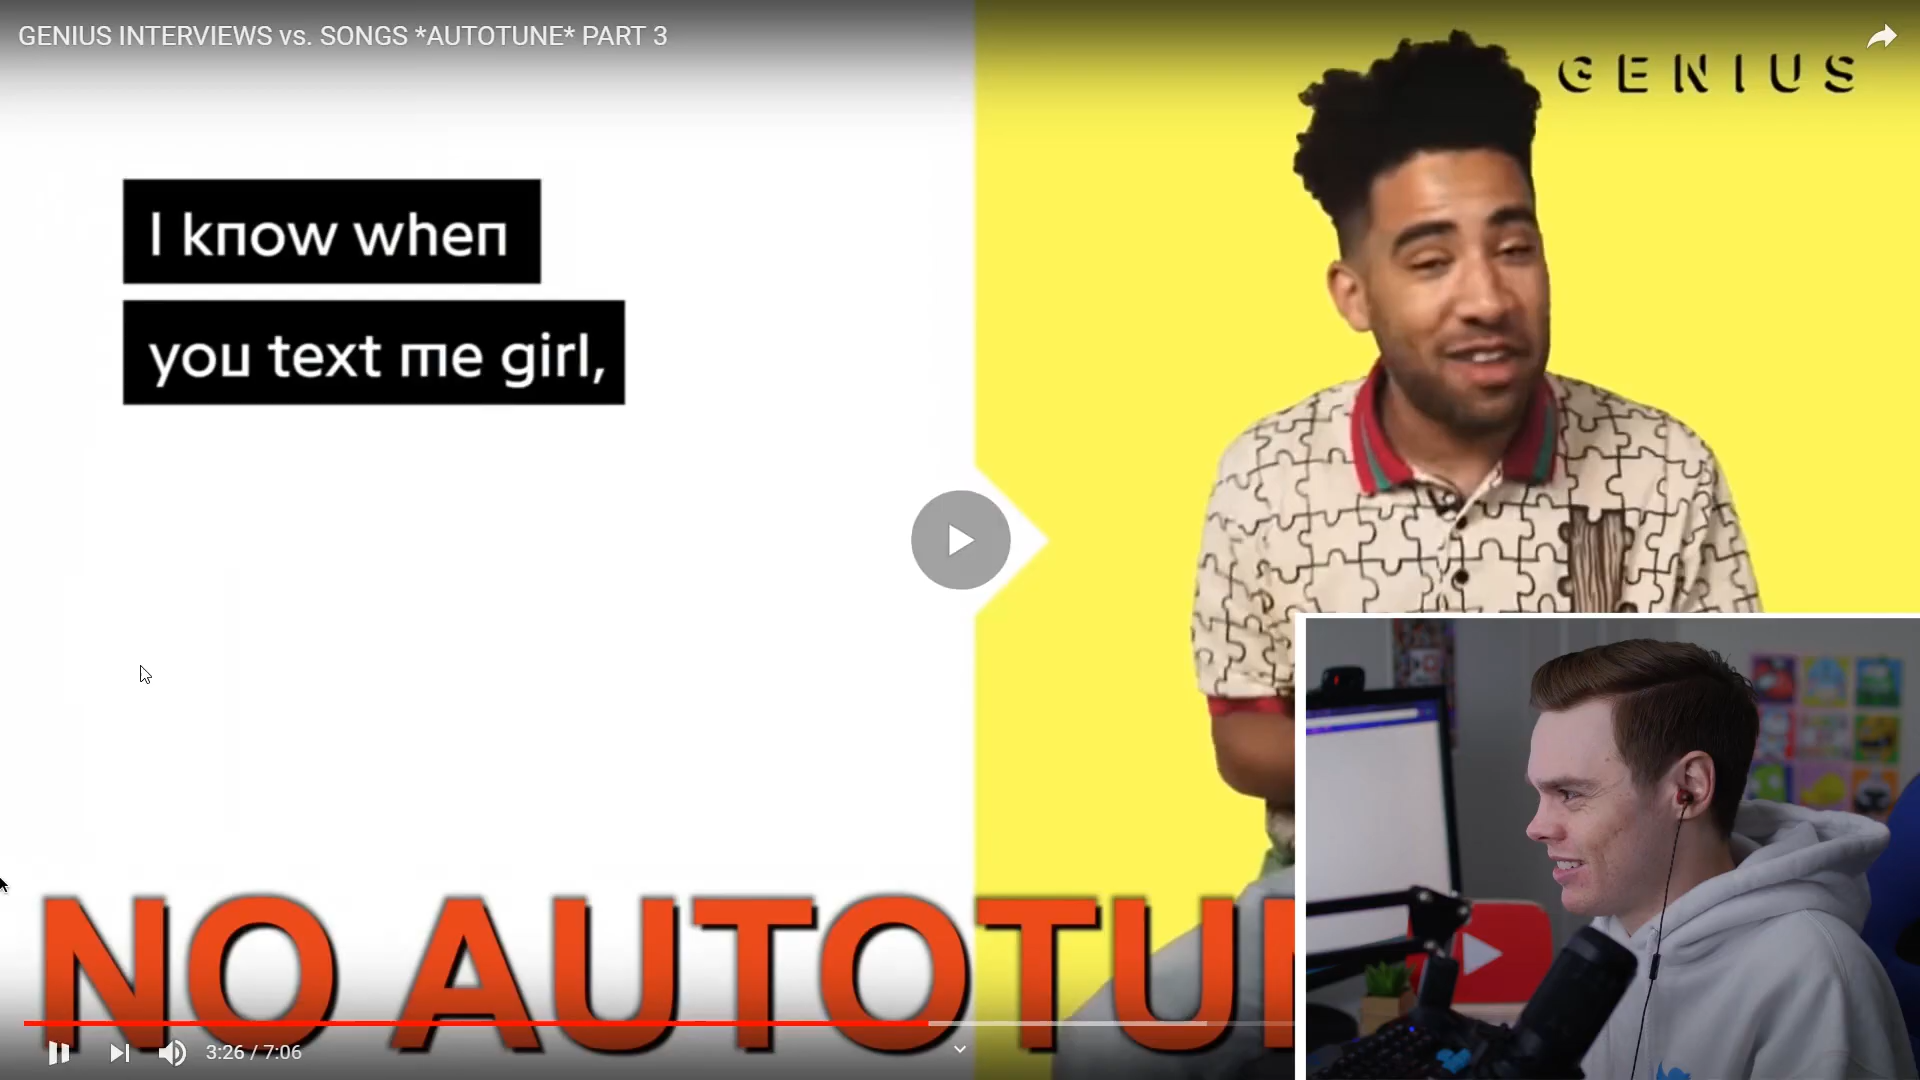 GENIUS INTERVIEWS vs. SONGS *AUTOTUNE* PART 3
GENIUS
I know when
you text me girl,
NO AUTOTU
3:26 / 7:06